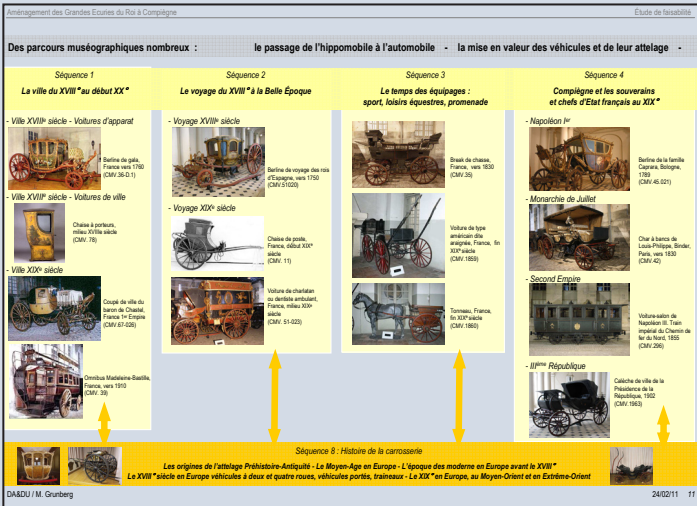 Aménagement des Grandes Ecuries du Roi à Compiègne
Étude de faisabilité
Des parcours muséographiques nombreux : le passage de l'hippomobile à l'automobile - la mise en valeur des véhicules et de leur attelage -
Séquence 1
La ville du XVIIIe au début XXe
- Ville XVIIIe siècle - Voitures d'apparat
Berline de gala,
France vers 1760
(CMV.36-D.1)
- Ville XVIIIe siècle - Voitures de ville
Chaise à porteurs,
milieu XVIIIe siècle
(CMV. 78)
- Ville XIXe siècle
Coupé de ville du
baron de Chastel,
France 1er Empire
(CMV.67-026)
Omnibus Madeleine-Bastille,
France, vers 1910
(CMV. 39)
Séquence 2
Le voyage du XVIIIe à la Belle Époque
- Voyage XVIIIe siècle
Berline de voyage des rois
d'Espagne, vers 1750
(CMV.51020)
- Voyage XIXe siècle
Chaise de poste,
France, début XIXe
siècle
(CMV. 11)
Voiture de charlatan
ou dentiste ambulant,
France, milieu XIXe
siècle
(CMV. 51-023)
Séquence 3
Le temps des équipages :
sport, loisirs équestres, promenade
Break de chasse,
France, vers 1830
(CMV.35)
Voiture de type
américain dite
araignée, France, fin
XIXe siècle
(CMV.1859)
Tonneau, France,
fin XIXe siècle
(CMV.1860)
Séquence 4
Compiègne et les souverains
et chefs d'Etat français au XIXe
- Napoléon Ier
Berline de la famille
Caprara, Bologne,
1789
(CMV.45.021)
- Monarchie de Juillet
Char à bancs de
Louis-Philippe, Binder,
Paris, vers 1830
(CMV.42)
- Second Empire
Voiture-salon de
Napoléon III. Train
impérial du Chemin de
fer du Nord, 1855
(CMV.296)
- IIIème République
Calèche de ville de la
Présidence de la
République, 1902
(CMV.1963)
Séquence 8 : Histoire de la carrosserie
Les origines de l'attelage Préhistoire-Antiquité - Le Moyen-Age en Europe - L'époque des moderne en Europe avant le XVIIIe
Le XVIIIe siècle en Europe véhicules à deux et quatre roues, véhicules portés, traineaux - Le XIXe en Europe, au Moyen-Orient et en Extrême-Orient
DA&DU / M. Grunberg
24/02/11 11